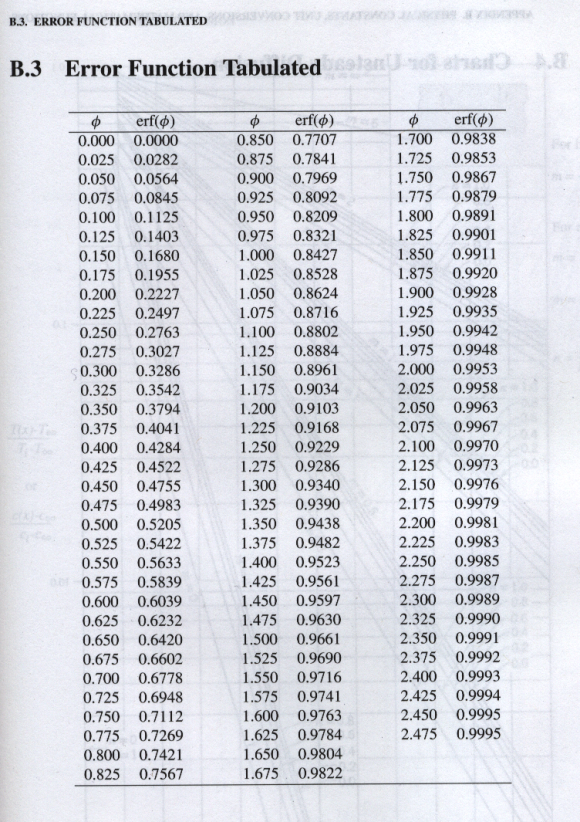 B.3. ERROR FUNCTION TABULATED
B.3 Error Function Tabulated
ϕ erf(ϕ) ϕ erf(ϕ) ϕ erf(ϕ)
0.000 0.0000 0.850 0.7707 1.700 0.9838
0.025 0.0282 0.875 0.7841 1.725 0.9853
0.050 0.0564 0.900 0.7969 1.750 0.9867
0.075 0.0845 0.925 0.8092 1.775 0.9879
0.100 0.1125 0.950 0.8209 1.800 0.9891
0.125 0.1403 0.975 0.8321 1.825 0.9901
0.150 0.1680 1.000 0.8427 1.850 0.9911
0.175 0.1955 1.025 0.8528 1.875 0.9920
0.200 0.2227 1.050 0.8624 1.900 0.9928
0.225 0.2497 1.075 0.8716 1.925 0.9935
0.250 0.2763 1.100 0.8802 1.950 0.9942
0.275 0.3027 1.125 0.8884 1.975 0.9948
0.300 0.3286 1.150 0.8961 2.000 0.9953
0.325 0.3542 1.175 0.9034 2.025 0.9958
0.350 0.3794 1.200 0.9103 2.050 0.9963
0.375 0.4041 1.225 0.9168 2.075 0.9967
0.400 0.4284 1.250 0.9229 2.100 0.9970
0.425 0.4522 1.275 0.9286 2.125 0.9973
0.450 0.4755 1.300 0.9340 2.150 0.9976
0.475 0.4983 1.325 0.9390 2.175 0.9979
0.500 0.5205 1.350 0.9438 2.200 0.9981
0.525 0.5422 1.375 0.9482 2.225 0.9983
0.550 0.5633 1.400 0.9523 2.250 0.9985
0.575 0.5839 1.425 0.9561 2.275 0.9987
0.600 0.6039 1.450 0.9597 2.300 0.9989
0.625 0.6232 1.475 0.9630 2.325 0.9990
0.650 0.6420 1.500 0.9661 2.350 0.9991
0.675 0.6602 1.525 0.9690 2.375 0.9992
0.700 0.6778 1.550 0.9716 2.400 0.9993
0.725 0.6948 1.575 0.9741 2.425 0.9994
0.750 0.7112 1.600 0.9763 2.450 0.9995
0.775 0.7269 1.625 0.9784 2.475 0.9995
0.800 0.7421 1.650 0.9804
0.825 0.7567 1.675 0.9822